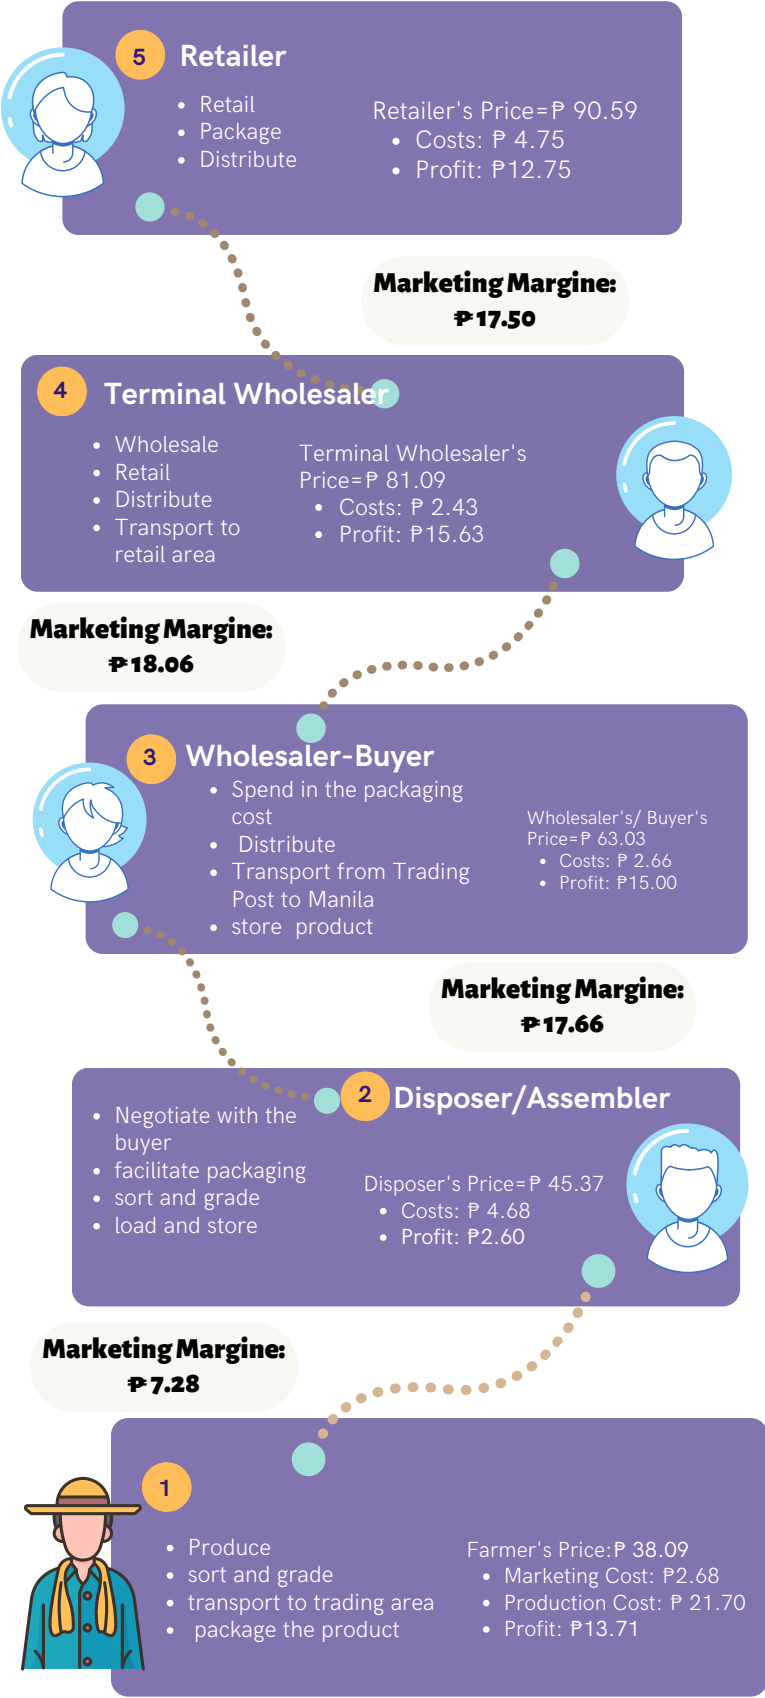 5
Retailer
• Retail
• Package
• Distribute
Retailer's Price=₱ 90.59
• Costs: ₱ 4.75
• Profit: ₱12.75
Marketing Margine:
₱ 17.50
4
Terminal Wholesaler
• Wholesale
• Retail
• Distribute
• Transport to
retail area
Terminal Wholesaler's
Price=₱ 81.09
• Costs: ₱ 2.43
• Profit: ₱15.63
Marketing Margine:
₱ 18.06
3
Wholesaler-Buyer
• Spend in the packaging
cost
• Distribute
• Transport from Trading
Post to Manila
• store product
Wholesaler's/ Buyer's
Price=₱ 63.03
• Costs: ₱ 2.66
• Profit: ₱15.00
Marketing Margine:
₱ 17.66
2
Disposer/Assembler
• Negotiate with the
buyer
• facilitate packaging
• sort and grade
• load and store
Disposer's Price=₱ 45.37
• Costs: ₱ 4.68
• Profit: ₱2.60
Marketing Margine:
₱ 7.28
1
• Produce
• sort and grade
• transport to trading area
• package the product
Farmer's Price:₱ 38.09
• Marketing Cost: ₱2.68
• Production Cost: ₱ 21.70
• Profit: ₱13.71